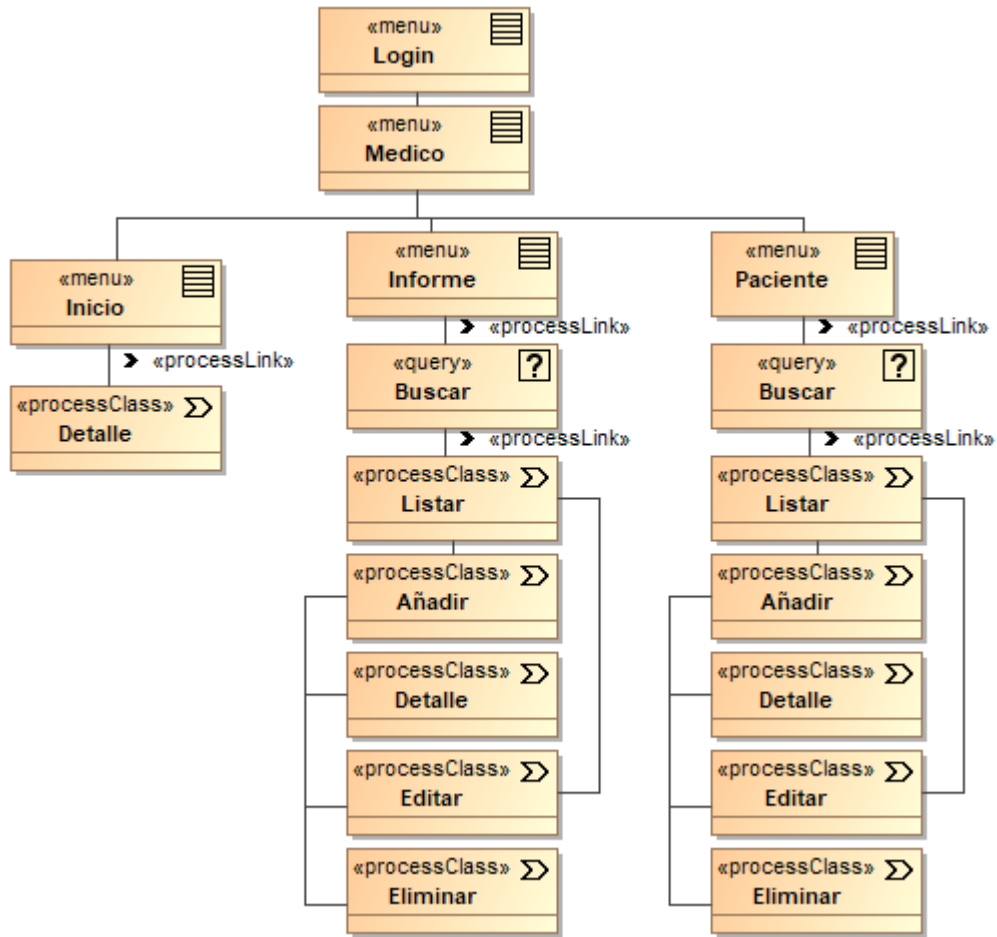 «menu»
Login
«menu»
Medico
«menu»
Inicio
«processLink»
«processClass»
Detalle
«menu»
Informe
«processLink»
«query»
?
Buscar
«processLink»
«processClass»
Listar
«processClass»
Añadir
«processClass»
Detalle
«processClass»
Editar
«processClass»
Eliminar
«menu»
Paciente
«processLink»
«query»
?
Buscar
«processLink»
«processClass»
Listar
«processClass»
Añadir
«processClass»
Detalle
«processClass»
Editar
«processClass»
Eliminar